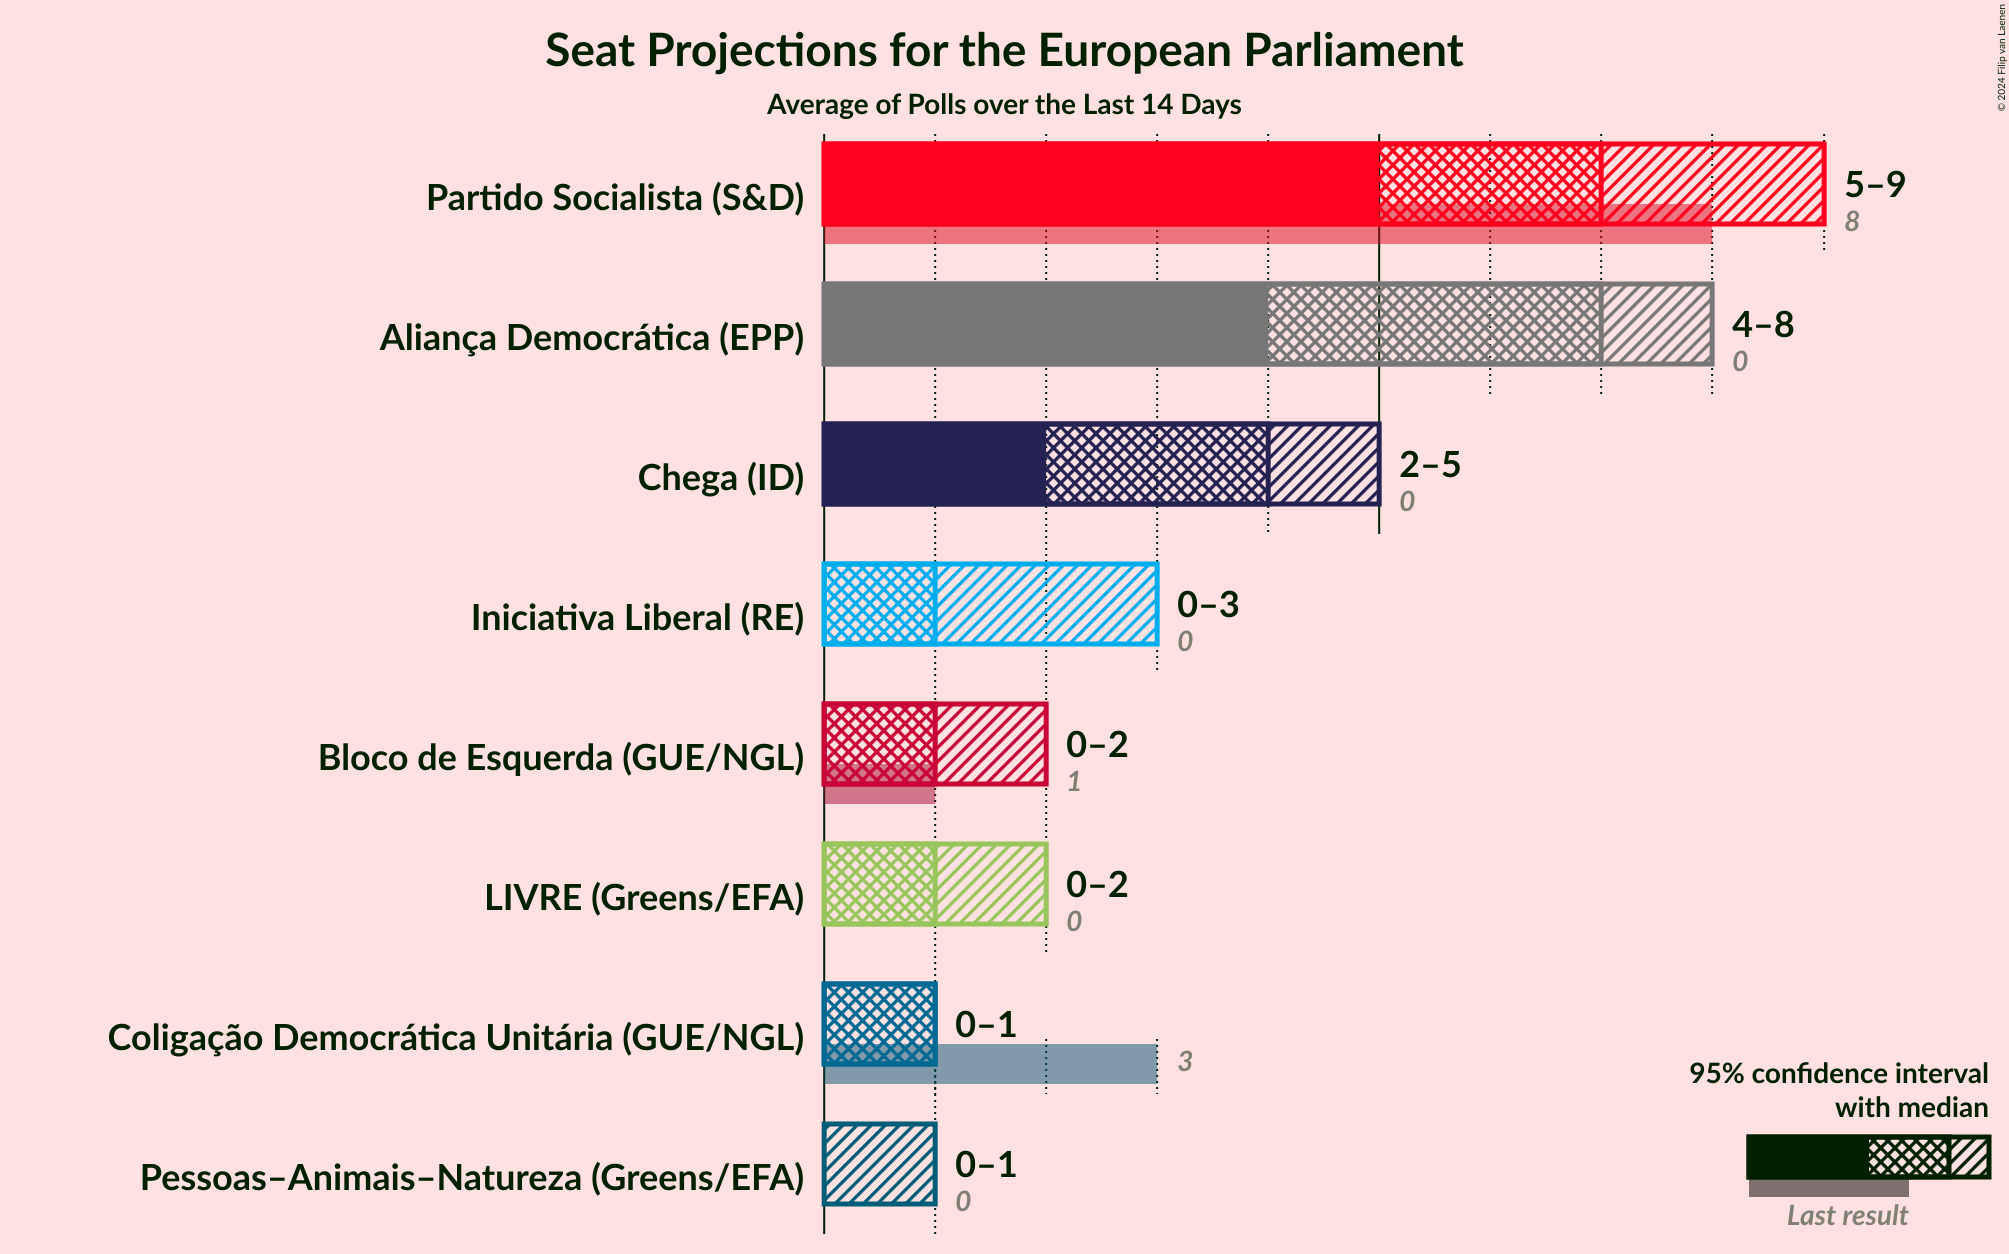 Seat Projections for the European Parliament
Average of Polls over the Last 14 Days
© 2024 Filip van Laenen
Partido Socialista (S&D)
5–9
8
Aliança Democrática (EPP)
4–8
0
Chega (ID)
2–5
0
Iniciativa Liberal (RE)
0–3
0
Bloco de Esquerda (GUE/NGL)
0–2
1
LIVRE (Greens/EFA)
0–2
0
Coligação Democrática Unitária (GUE/NGL)
0–1
3
Pessoas–Animais–Natureza (Greens/EFA)
0–1
0
95% confidence interval
with median
Last result